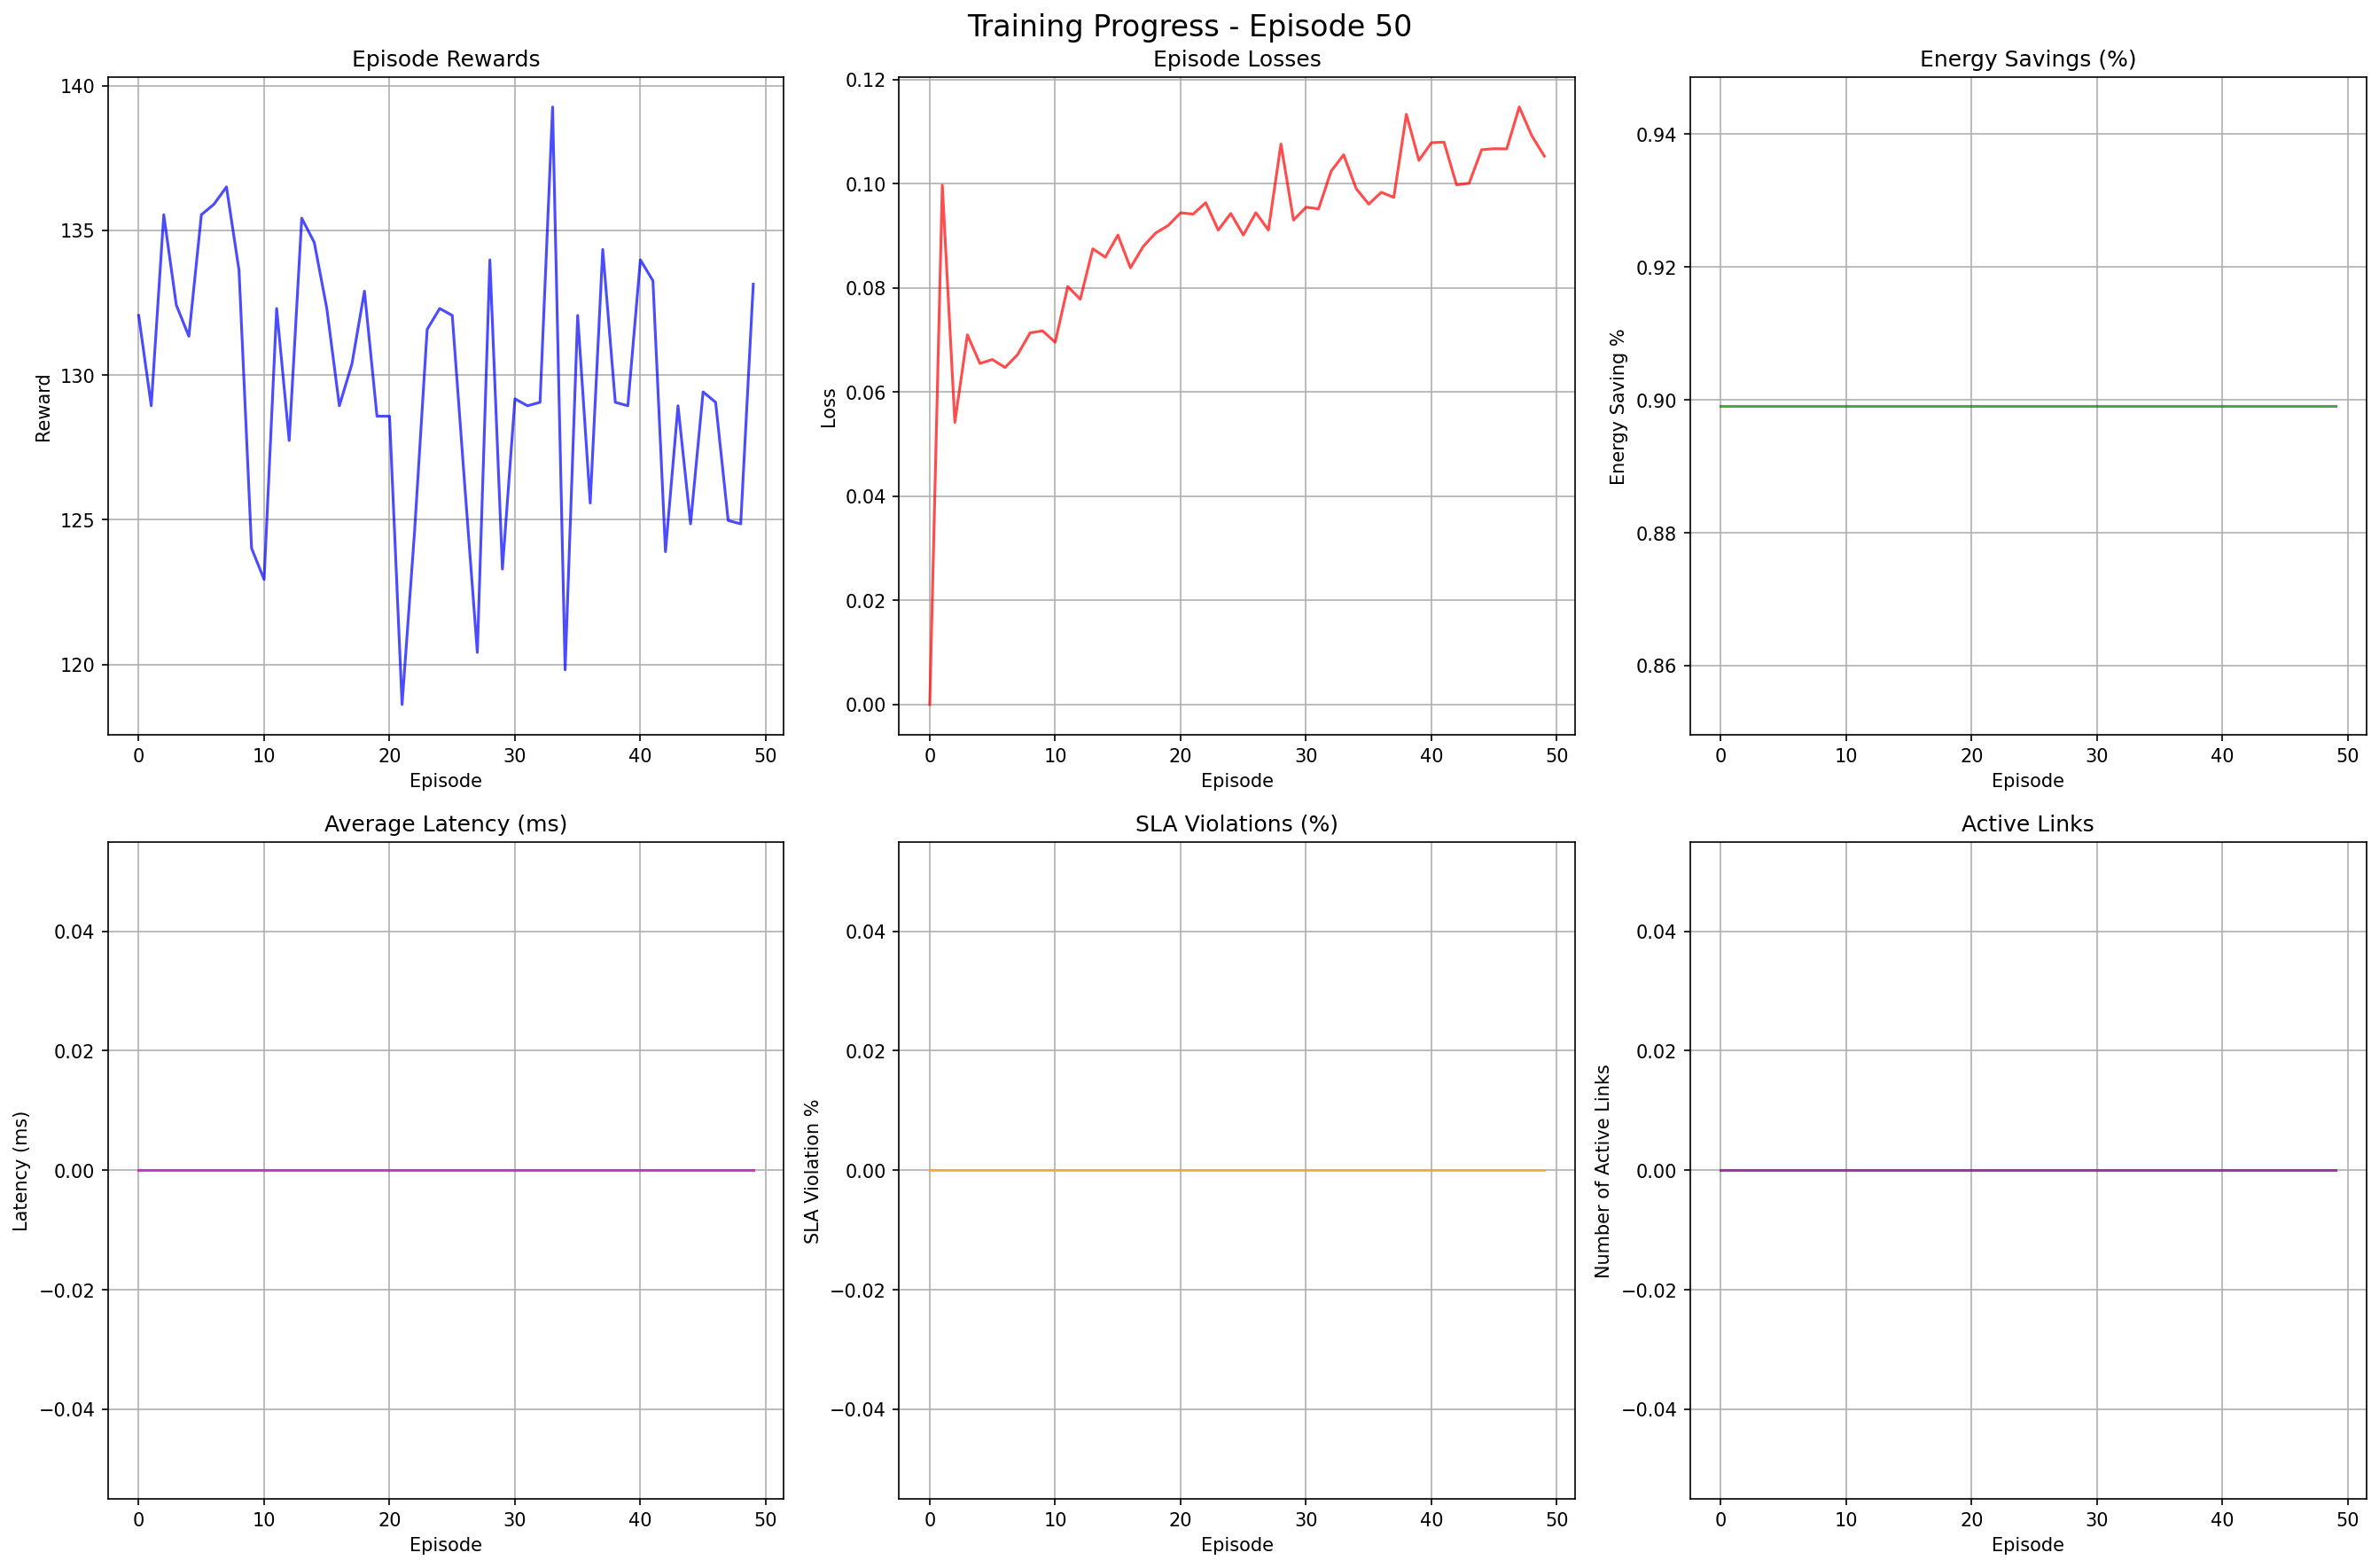 Training Progress - Episode 50
Episode Rewards
140
135
130
125
120
Reward
0 10 20 30 40 50
Episode
Episode Losses
0.12
0.10
0.08
0.06
0.04
0.02
0.00
Loss
0 10 20 30 40 50
Episode
Energy Savings (%)
0.94
0.92
0.90
0.88
0.86
Energy Saving %
0 10 20 30 40 50
Episode
Average Latency (ms)
0.04
0.02
0.00
−0.02
−0.04
Latency (ms)
0 10 20 30 40 50
Episode
SLA Violations (%)
0.04
0.02
0.00
−0.02
−0.04
SLA Violation %
0 10 20 30 40 50
Episode
Active Links
0.04
0.02
0.00
−0.02
−0.04
Number of Active Links
0 10 20 30 40 50
Episode